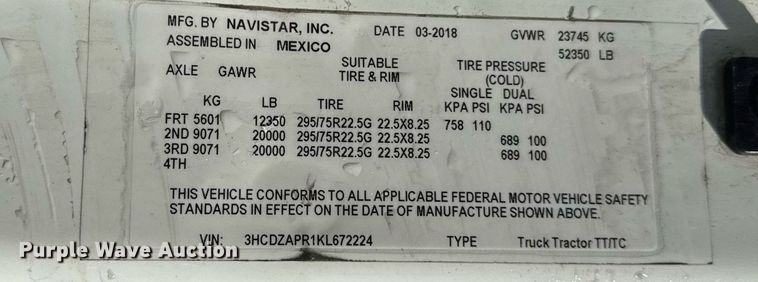 MFG. BY NAVISTAR, INC. DATE 03-2018 GVWR 23745 KG
ASSEMBLED IN MEXICO 52350 LB
SUITABLE TIRE PRESSURE
AXLE GAWR TIRE & RIM (COLD)
SINGLE DUAL
KG LB TIRE RIM KPA PSI KPA PSI
FRT 5601 12350 295/75R22.5G 22.5X8.25 758 110
2ND 9071 20000 295/75R22.5G 22.5X8.25 689 100
3RD 9071 20000 295/75R22.5G 22.5X8.25 689 100
4TH
THIS VEHICLE CONFORMS TO ALL APPLICABLE FEDERAL MOTOR VEHICLE SAFETY
STANDARDS IN EFFECT ON THE DATE OF MANUFACTURE SHOWN ABOVE.
VIN: 3HCDZAPR1KL672224 TYPE Truck Tractor TT/TC
Purple Wave Auction